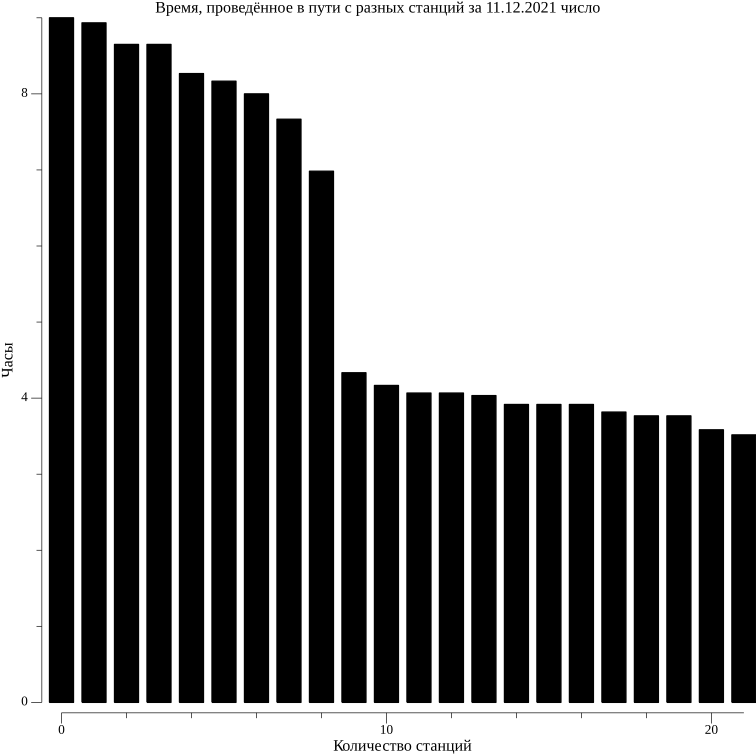 Время, проведённое в пути с разных станций за 11.12.2021 число
8
Часы
4
0
0
10
20
Количество станций